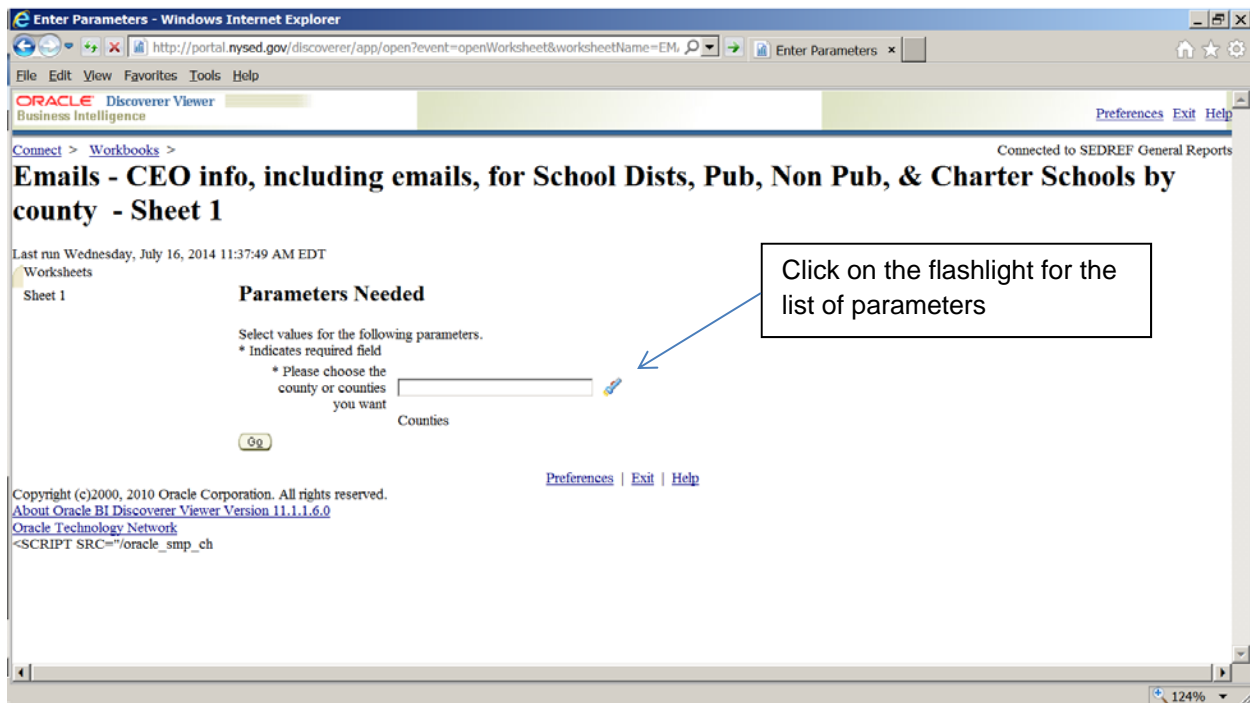 Enter Parameters - Windows Internet Explorer
http://portal.nysed.gov/discoverer/app/open?event=openWorksheet&worksheetName=EM
Enter Parameters ×
File Edit View Favorites Tools Help
ORACLE Discoverer Viewer
Business Intelligence
Preferences Exit Help
Connect > Workbooks >
Connected to SEDREF General Reports
Emails - CEO info, including emails, for School Dists, Pub, Non Pub, & Charter Schools by
county - Sheet 1
Last run Wednesday, July 16, 2014 11:37:49 AM EDT
Worksheets
Sheet 1
Parameters Needed
Select values for the following parameters.
* Indicates required field
* Please choose the
county or counties
you want
Counties
Go
Click on the flashlight for the
list of parameters
Preferences | Exit | Help
Copyright (c)2000, 2010 Oracle Corporation. All rights reserved.
About Oracle BI Discoverer Viewer Version 11.1.1.6.0
Oracle Technology Network
<SCRIPT SRC="/oracle_smp_ch
124%